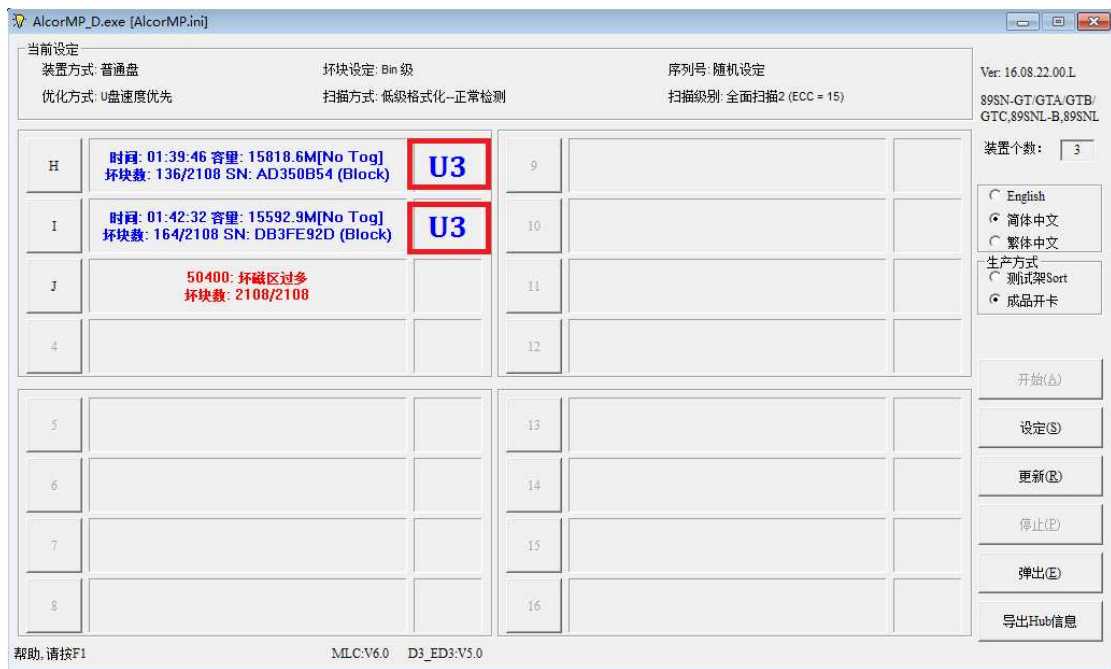 AlcorMP_D.exe [AlcorMP.ini]
当前设定
装置方式: 普通盘
坏块设定: Bin 级
序列号: 随机设定
优化方式: U盘速度优先
扫描方式: 低级格式化--正常检测
扫描级别: 全面扫描2 (ECC = 15)
Ver: 16.08.22.00.L
89SN-GT/GTA/GTB/
GTC,89SNL-B,89SNL
装置个数: 3
H
时间: 01:39:46 容量: 15818.6M[No Tog]
坏块数: 136/2108 SN: AD350B54 (Block)
U3
I
时间: 01:42:32 容量: 15592.9M[No Tog]
坏块数: 164/2108 SN: DB3FE92D (Block)
U3
J
50400: 坏磁区过多
坏块数: 2108/2108
4
5
6
7
8
9
10
11
12
13
14
15
16
English
简体中文
繁体中文
生产方式
测试架Sort
成品开卡
开始(A)
设定(S)
更新(R)
停止(P)
弹出(E)
导出Hub信息
帮助, 请按F1
MLC:V6.0 D3_ED3:V5.0